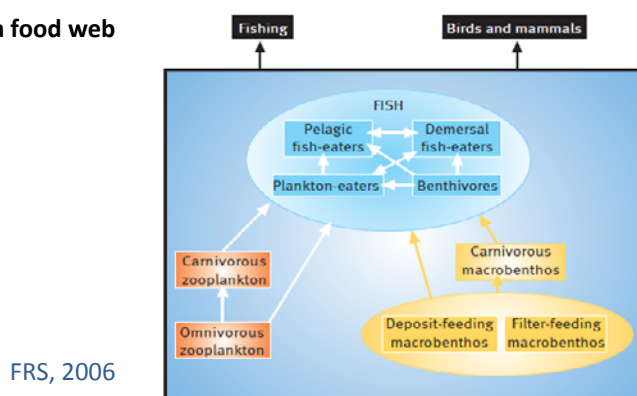 food web
Fishing
Birds and mammals
FISH
Pelagic
fish-eaters
Demersal
fish-eaters
Plankton-eaters
Benthivores
Carnivorous
zooplankton
Carnivorous
macrobenthos
Omnivorous
zooplankton
Deposit-feeding
macrobenthos
Filter-feeding
macrobenthos
FRS, 2006